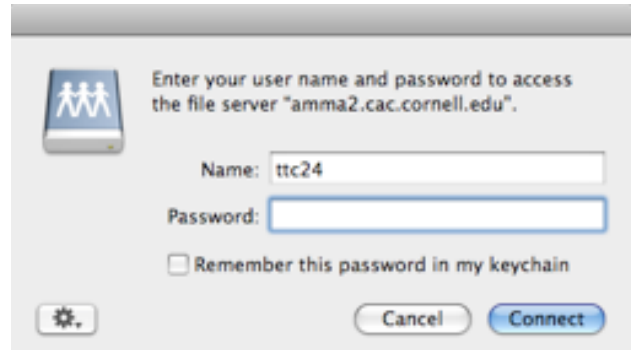 Enter your user name and password to access
the file server "amma2.cac.cornell.edu".
Name: ttc24
Password:
Remember this password in my keychain
Cancel Connect